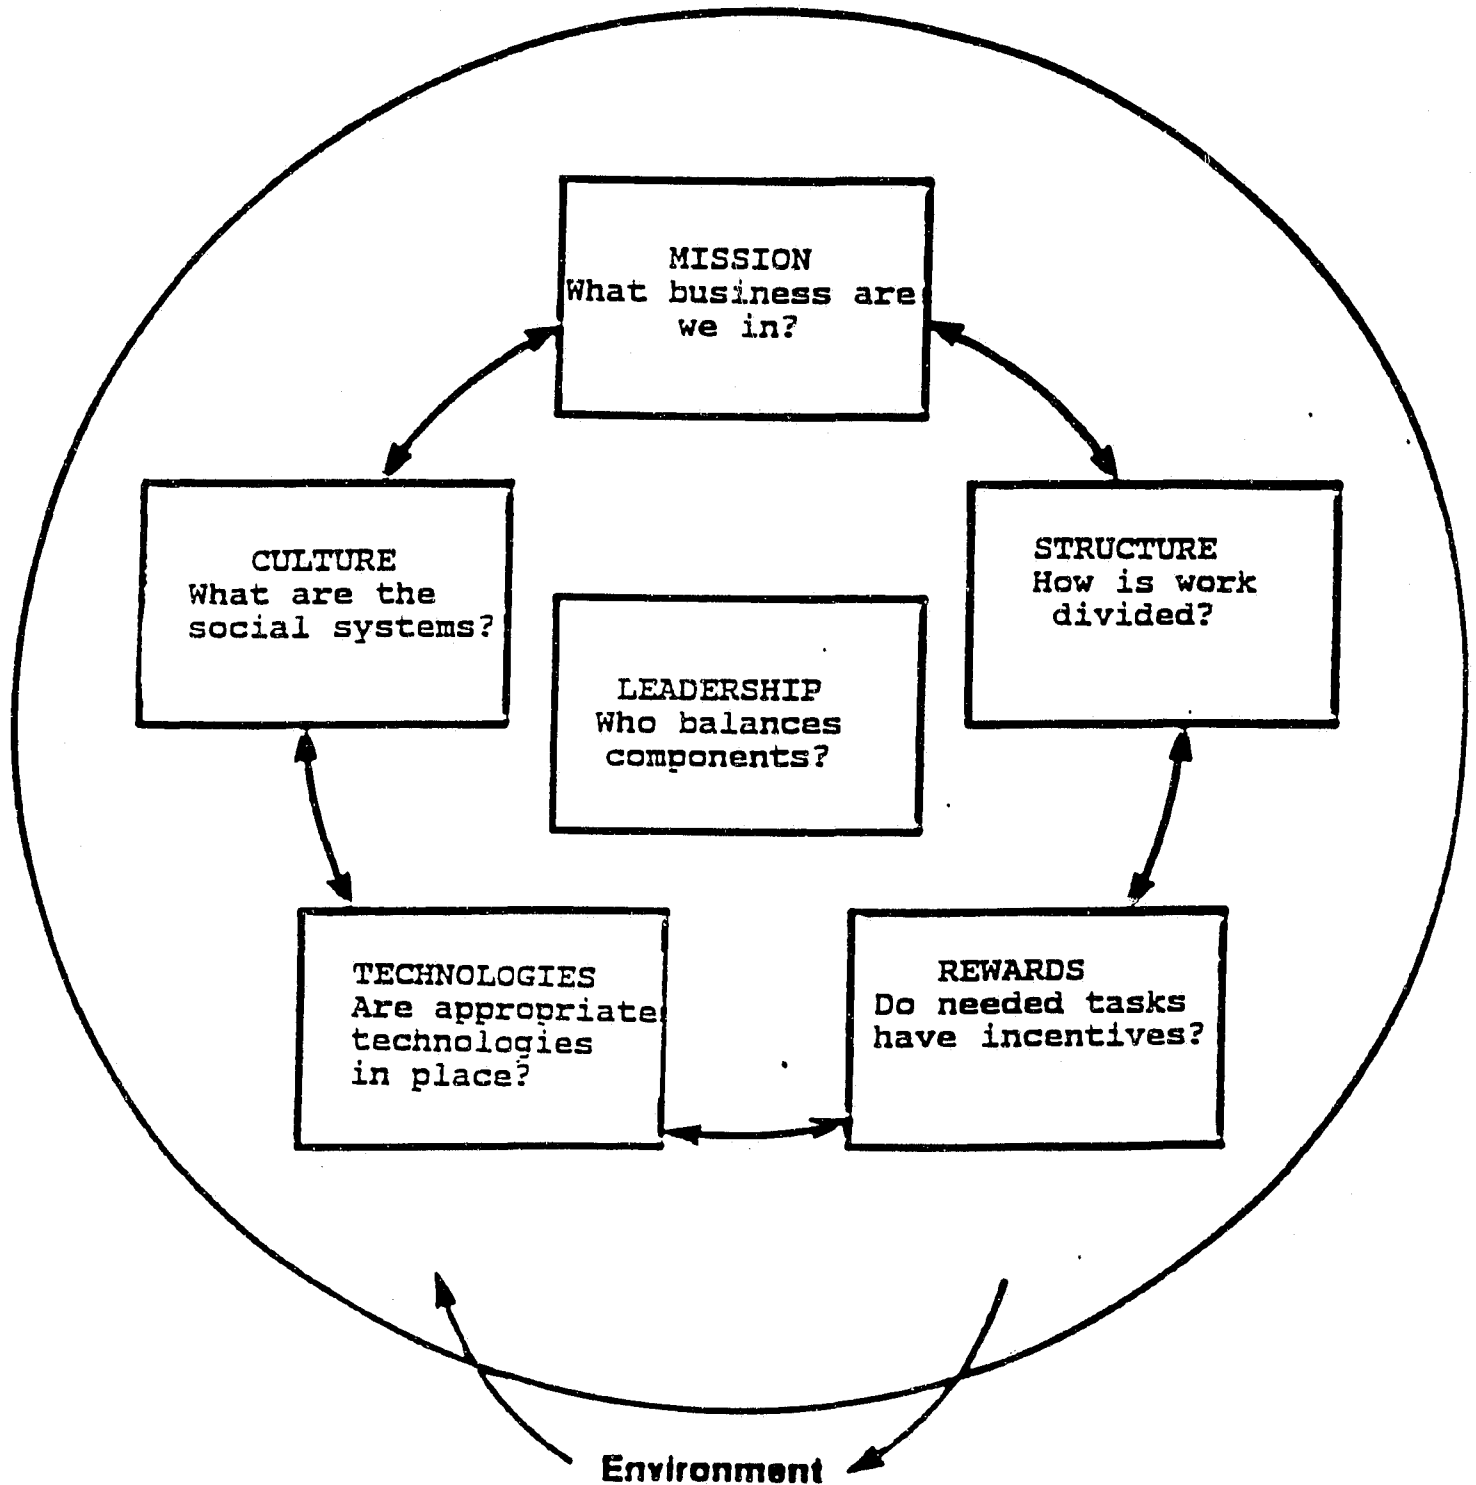 MISSION
What business are
we in?
CULTURE
What are the
social systems?
STRUCTURE
How is work
divided?
LEADERSHIP
Who balances
components?
TECHNOLOGIES
Are appropriate
technologies
in place?
REWARDS
Do needed tasks
have incentives?
Environment